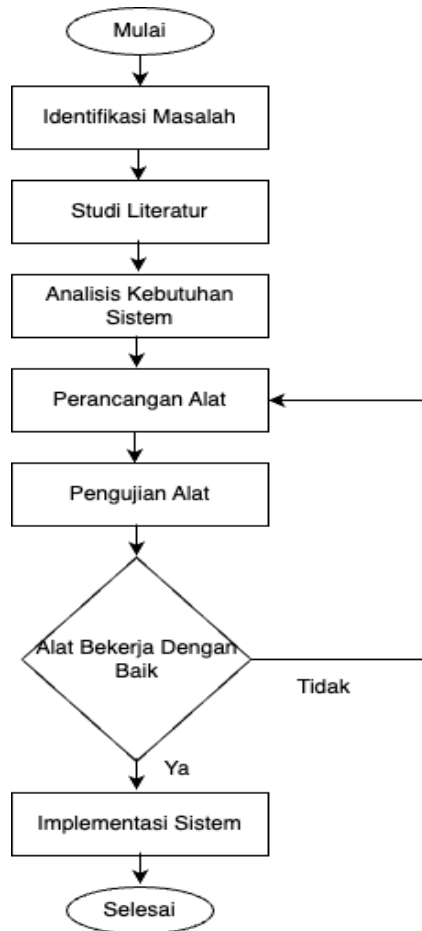 Mulai
Identifikasi Masalah
Studi Literatur
Analisis Kebutuhan
Sistem
Perancangan Alat
Pengujian Alat
Alat Bekerja Dengan
Baik
Tidak
Ya
Implementasi Sistem
Selesai